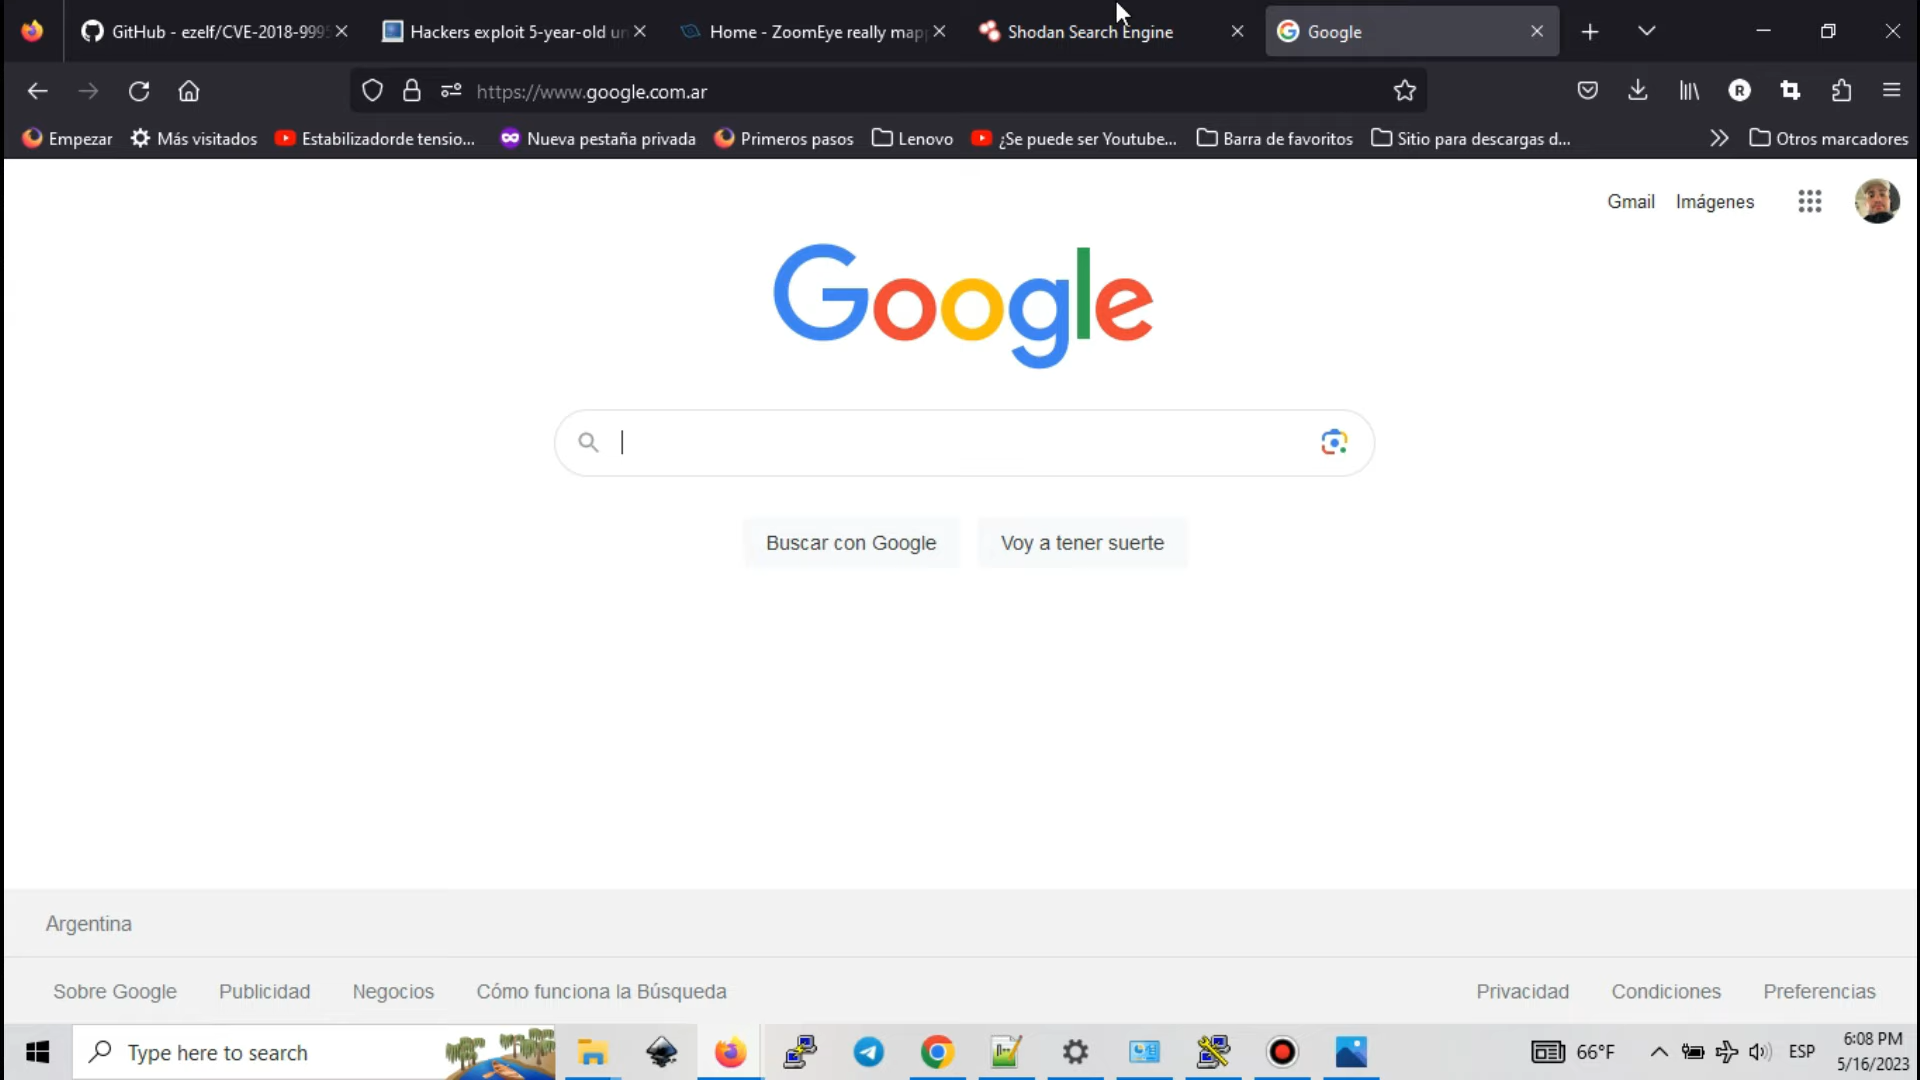 GitHub - ezelf/CVE-2018-999
Hackers exploit 5-year-old un
Home - ZoomEye really map
Shodan Search Engine
Google
https://www.google.com.ar
R
Empezar
Más visitados
Estabilizadorde tensio...
Nueva pestaña privada
Primeros pasos
Lenovo
¿Se puede ser Youtube...
Barra de favoritos
Sitio para descargas d...
Otros marcadores
Gmail
Imágenes
Google
Buscar con Google
Voy a tener suerte
Argentina
Sobre Google
Publicidad
Negocios
Cómo funciona la Búsqueda
Privacidad
Condiciones
Preferencias
Type here to search
66°F
ESP
6:08 PM
5/16/2023